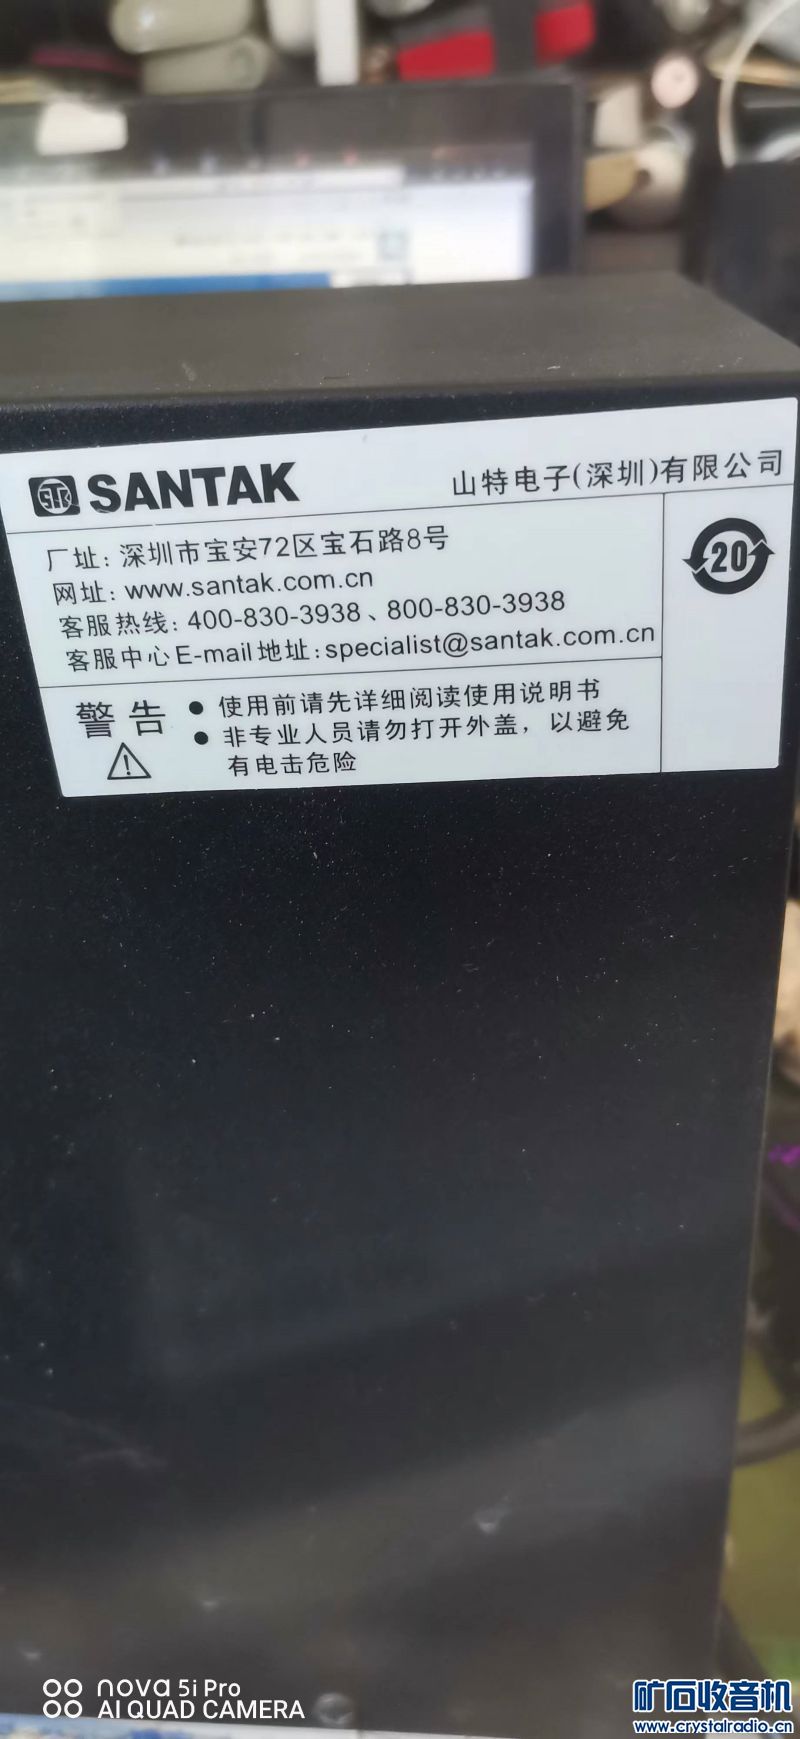 SANTAK
山特电子(深圳)有限公司
厂址：深圳市宝安72区宝石路8号
网址：www.santak.com.cn
客服热线：400-830-3938、800-830-3938
客服中心E-mail地址：specialist@santak.com.cn
20
警告
● 使用前请先详细阅读使用说明书
● 非专业人员请勿打开外盖，以避免
有电击危险
nova 5i Pro
AI QUAD CAMERA
矿石收音机
www.crystalradio.cn